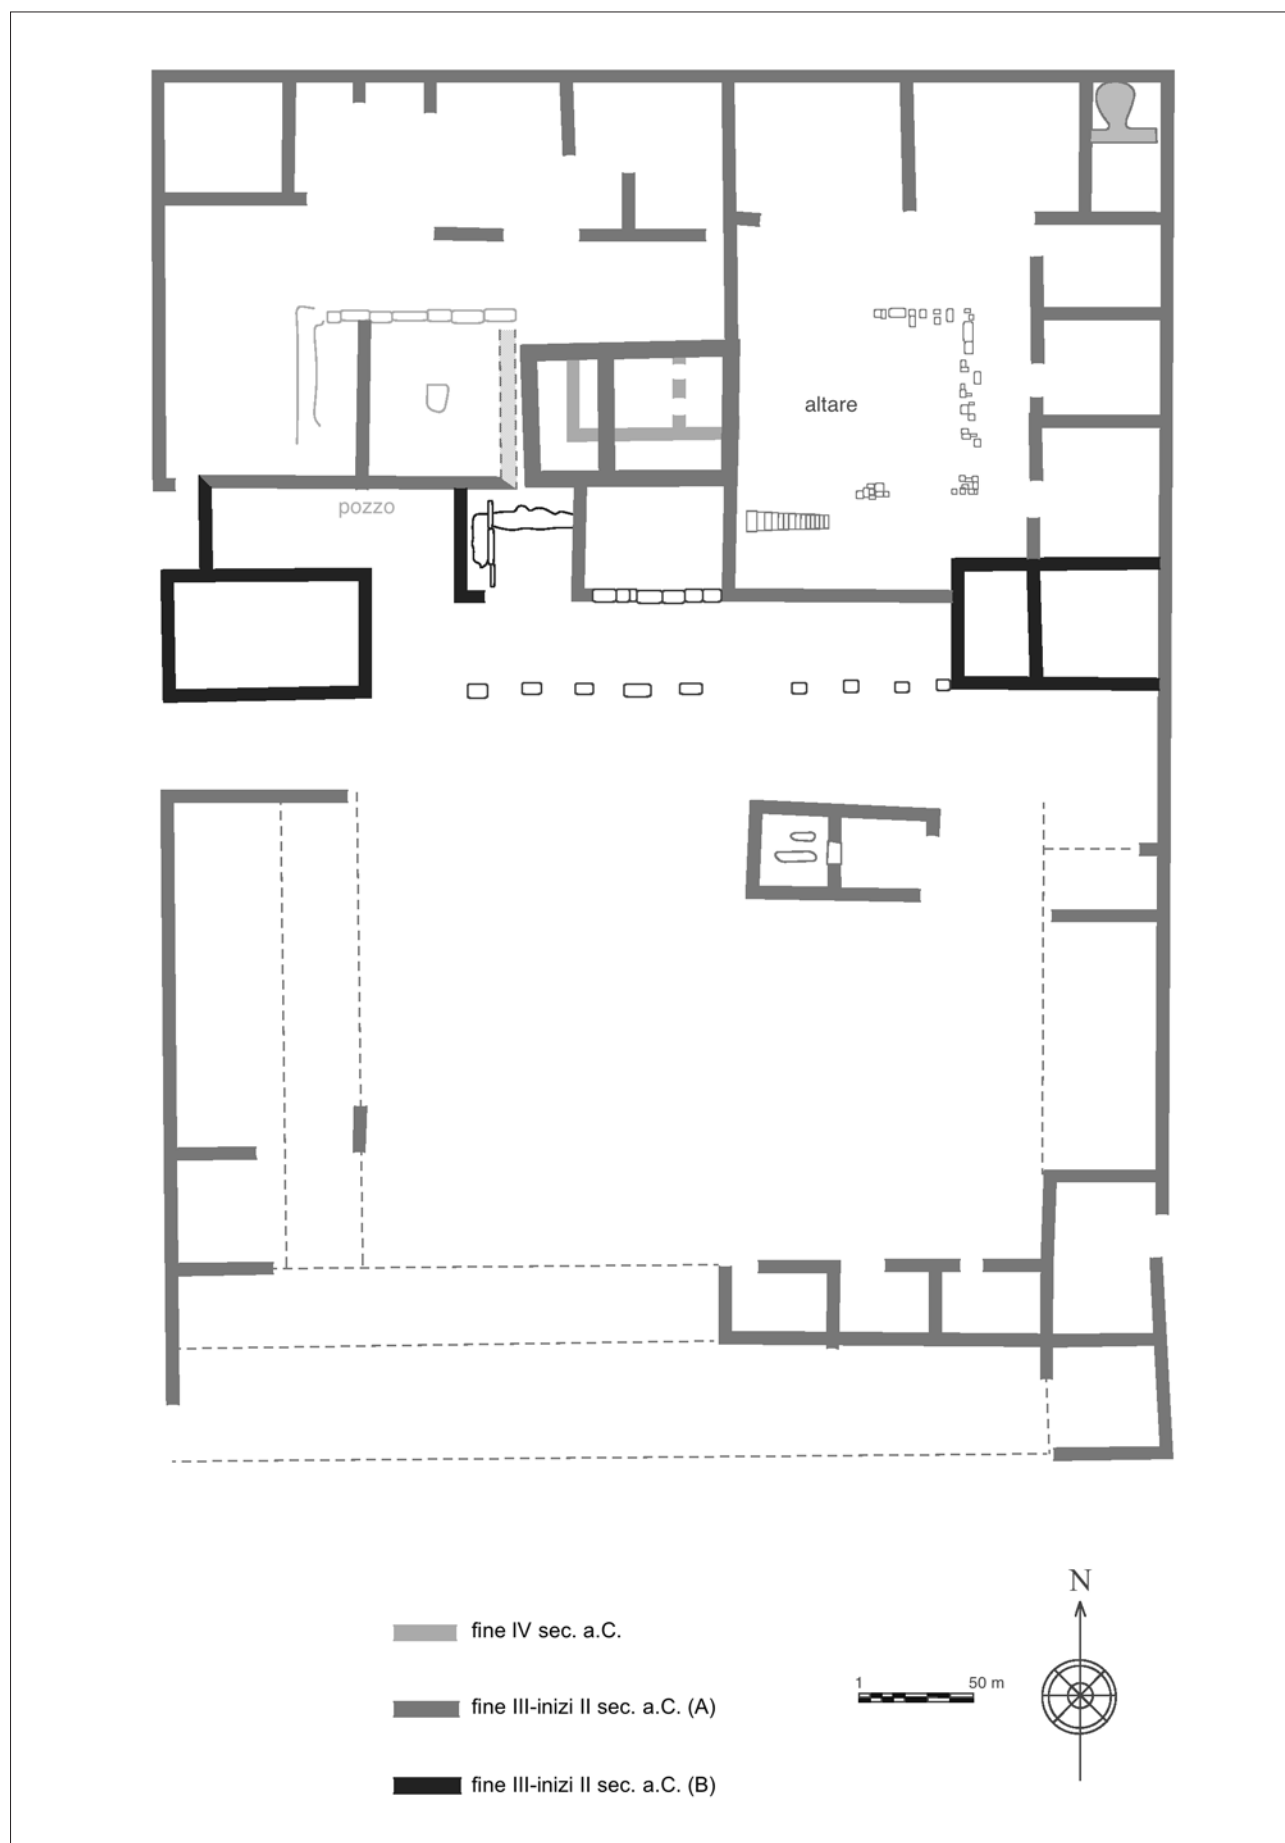 altare
pozzo
N
fine IV sec. a.C.
1 50 m
fine III-inizi II sec. a.C. (A)
fine III-inizi II sec. a.C. (B)